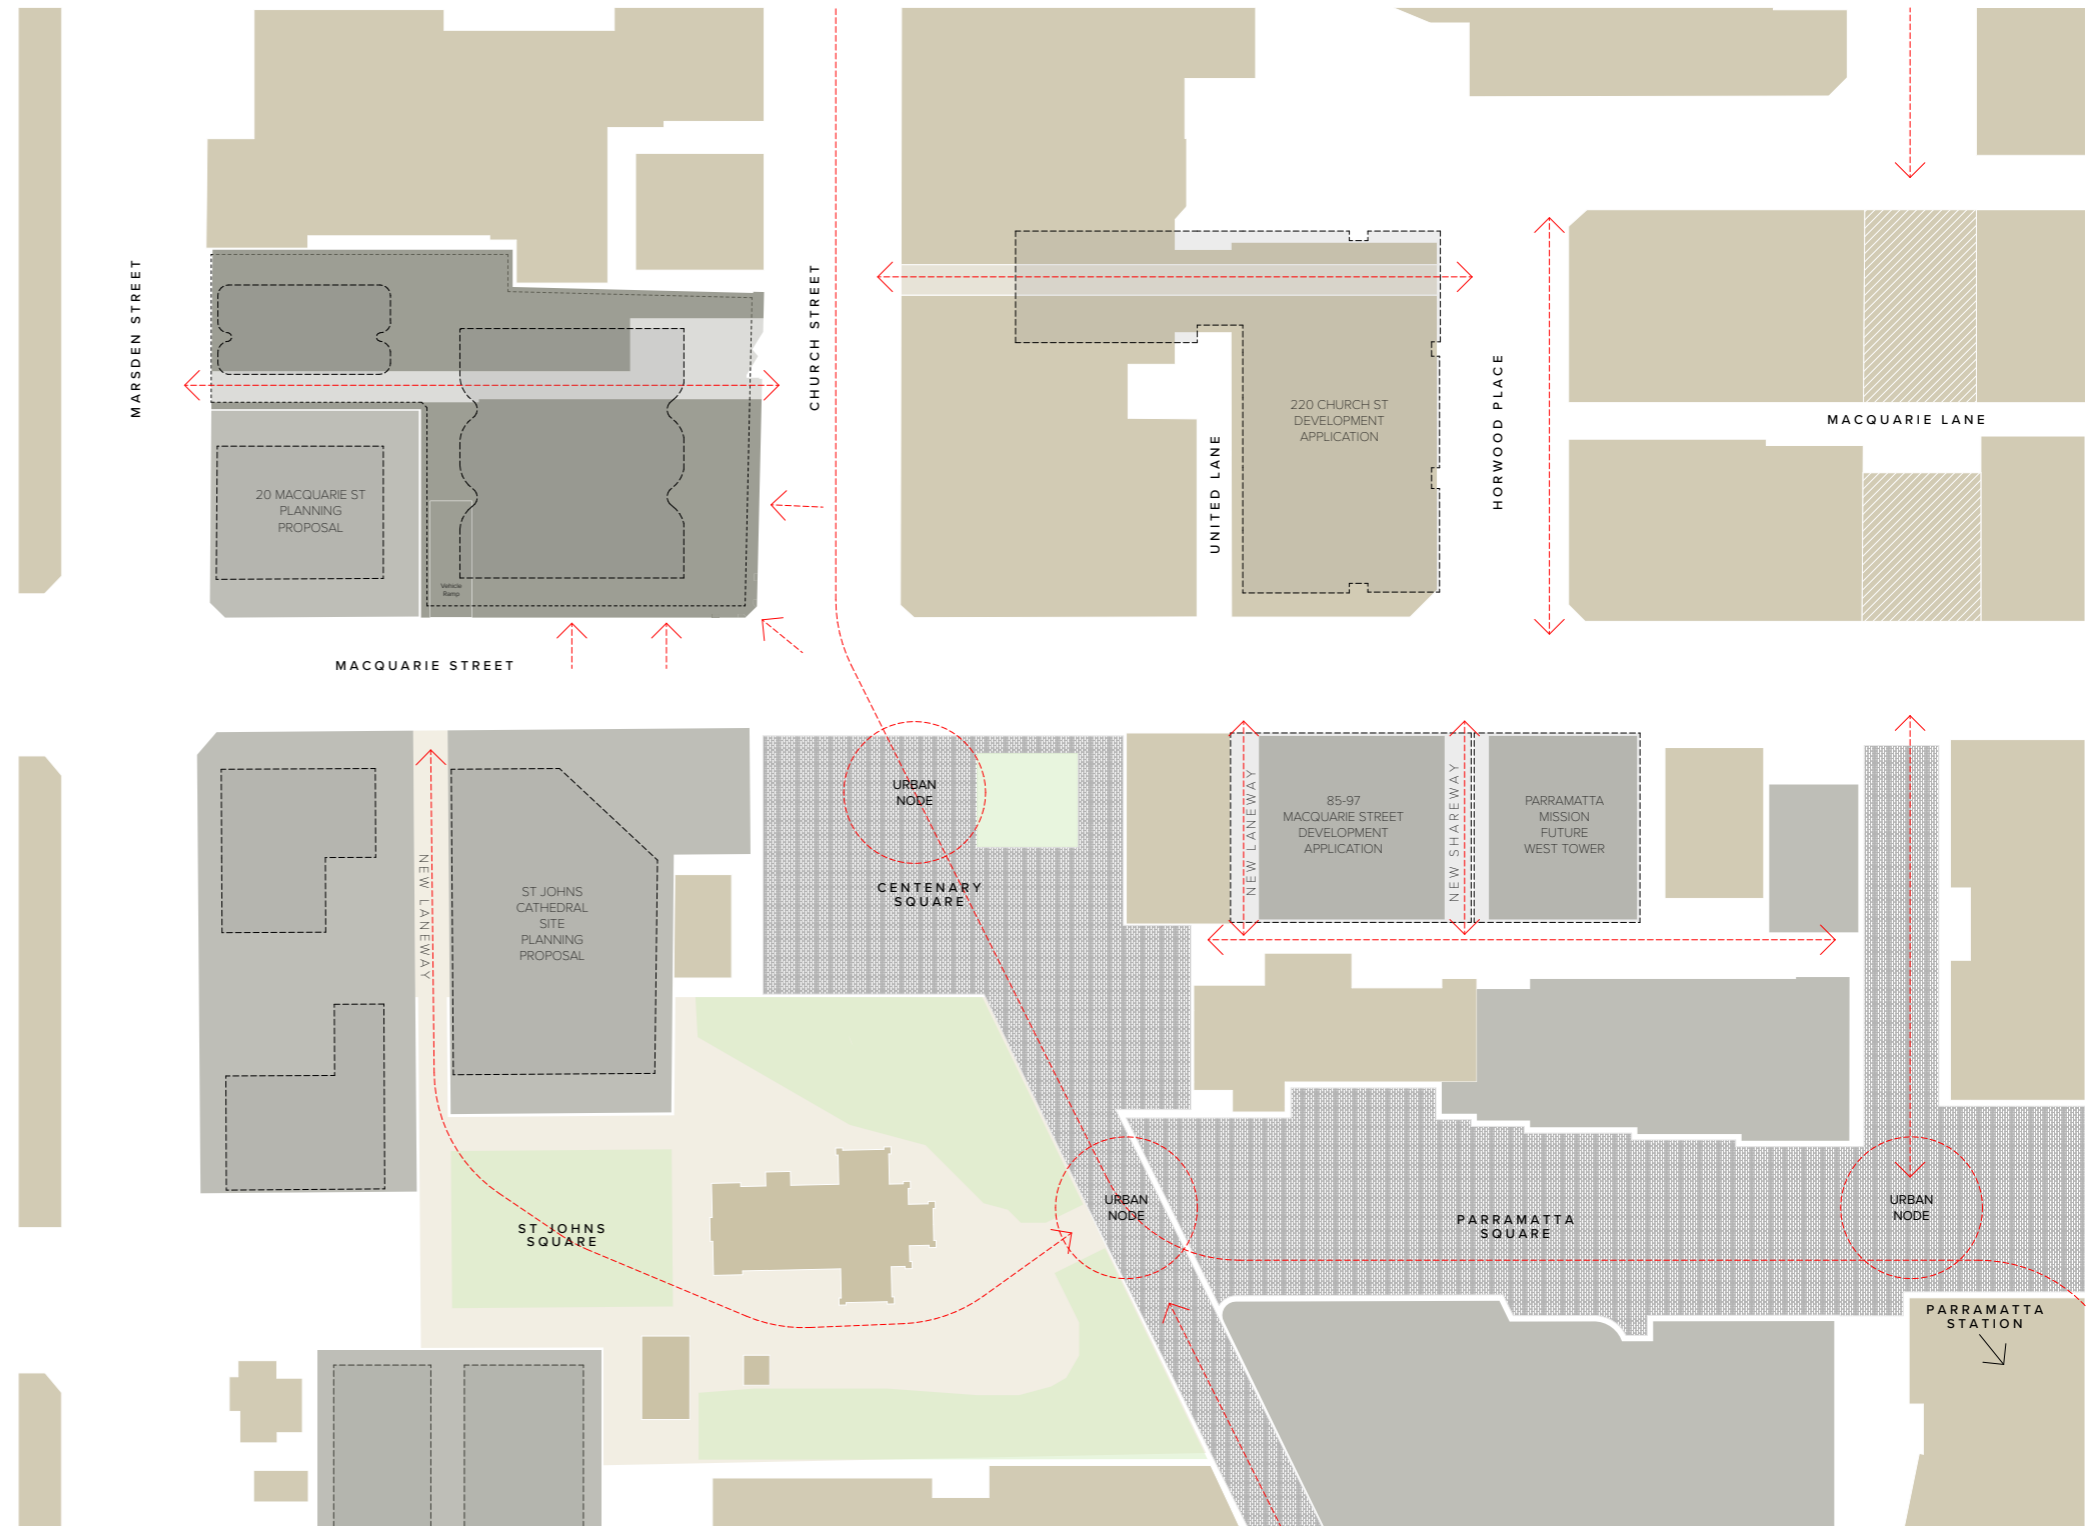 MARSDEN STREET
CHURCH STREET
20 MACQUARIE ST
PLANNING
PROPOSAL
Vehicle
Ramp
220 CHURCH ST
DEVELOPMENT
APPLICATION
UNITED LANE
HORWOOD PLACE
MACQUARIE LANE
MACQUARIE STREET
NEW LANEWAY
ST JOHNS
CATHEDRAL
SITE
PLANNING
PROPOSAL
URBAN
NODE
CENTENARY
SQUARE
NEW LANEWAY
85-97
MACQUARIE STREET
DEVELOPMENT
APPLICATION
NEW SHAREWAY
PARRAMATTA
MISSION
FUTURE
WEST TOWER
ST JOHNS
SQUARE
URBAN
NODE
PARRAMATTA
SQUARE
URBAN
NODE
PARRAMATTA
STATION